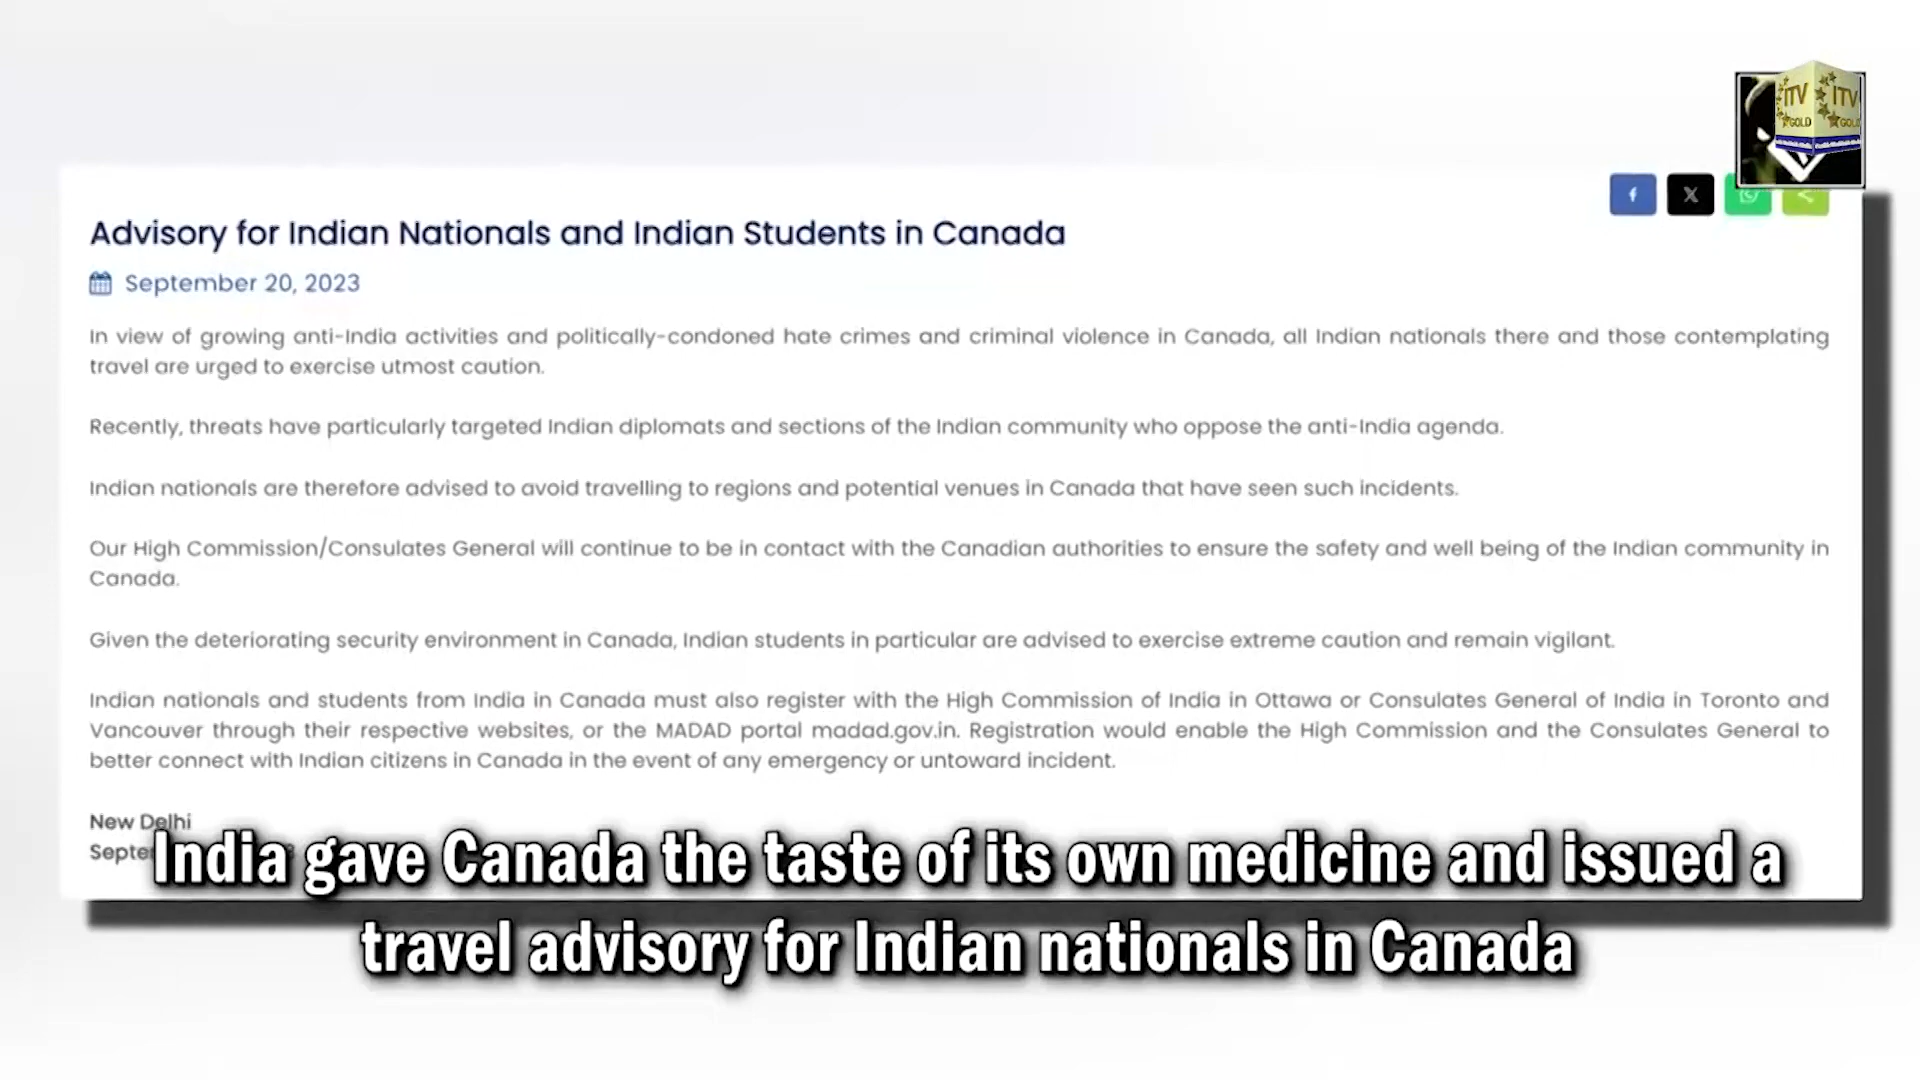 ITV ITV
GOLD GOLD
Advisory for Indian Nationals and Indian Students in Canada
September 20, 2023
In view of growing anti-India activities and politically-condoned hate crimes and criminal violence in Canada, all Indian nationals there and those contemplating
travel are urged to exercise utmost caution.
Recently, threats have particularly targeted Indian diplomats and sections of the Indian community who oppose the anti-India agenda.
Indian nationals are therefore advised to avoid travelling to regions and potential venues in Canada that have seen such incidents.
Our High Commission/Consulates General will continue to be in contact with the Canadian authorities to ensure the safety and well being of the Indian community in
Canada.
Given the deteriorating security environment in Canada, Indian students in particular are advised to exercise extreme caution and remain vigilant.
Indian nationals and students from India in Canada must also register with the High Commission of India in Ottawa or Consulates General of India in Toronto and
Vancouver through their respective websites, or the MADAD portal madad.gov.in. Registration would enable the High Commission and the Consulates General to
better connect with Indian citizens in Canada in the event of any emergency or untoward incident.
New Delhi
India gave Canada the taste of its own medicine and issued a
travel advisory for Indian nationals in Canada